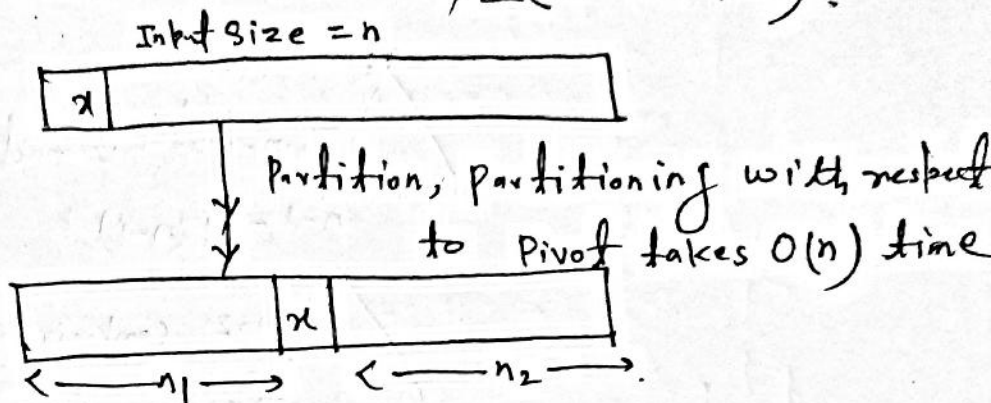 Input Size = n
x
Partition, partitioning with respect
to Pivot takes O(n) time
x
n1 n2